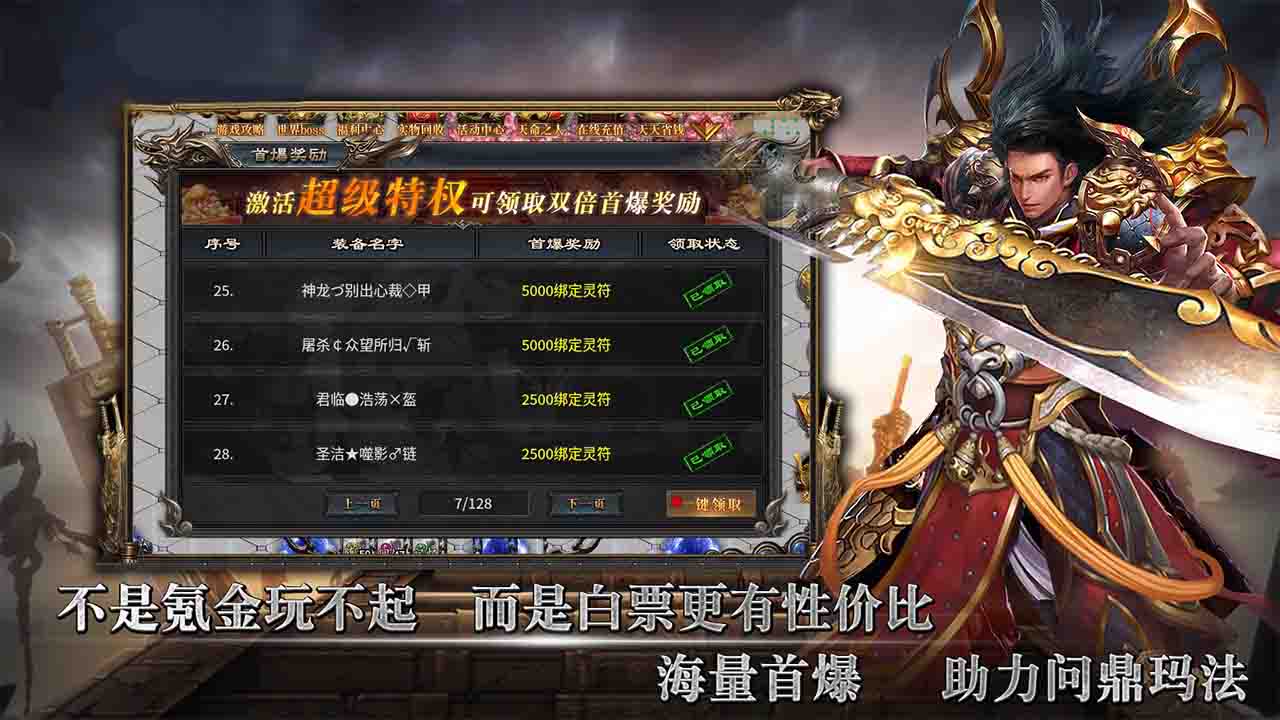 游戏攻略 世界boss 福利中心 实物回收 活动中心 天命之人 在线充值 天天省钱
首爆奖励
激活超级特权可领取双倍首爆奖励
序号 装备名字 首爆奖励 领取状态
25. 神龙づ别出心裁◇甲 5000绑定灵符 已领取
26. 屠杀￠众望所归√斩 5000绑定灵符 已领取
27. 君临●浩荡×盔 2500绑定灵符 已领取
28. 圣洁★噬影♂链 2500绑定灵符 已领取
上一页 7/128 下一页 一键领取
不是氪金玩不起 而是白票更有性价比
海量首爆 助力问鼎玛法